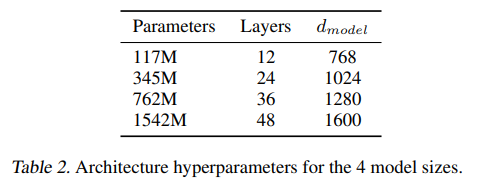 Parameters Layers d_model
117M 12 768
345M 24 1024
762M 36 1280
1542M 48 1600
Table 2. Architecture hyperparameters for the 4 model sizes.